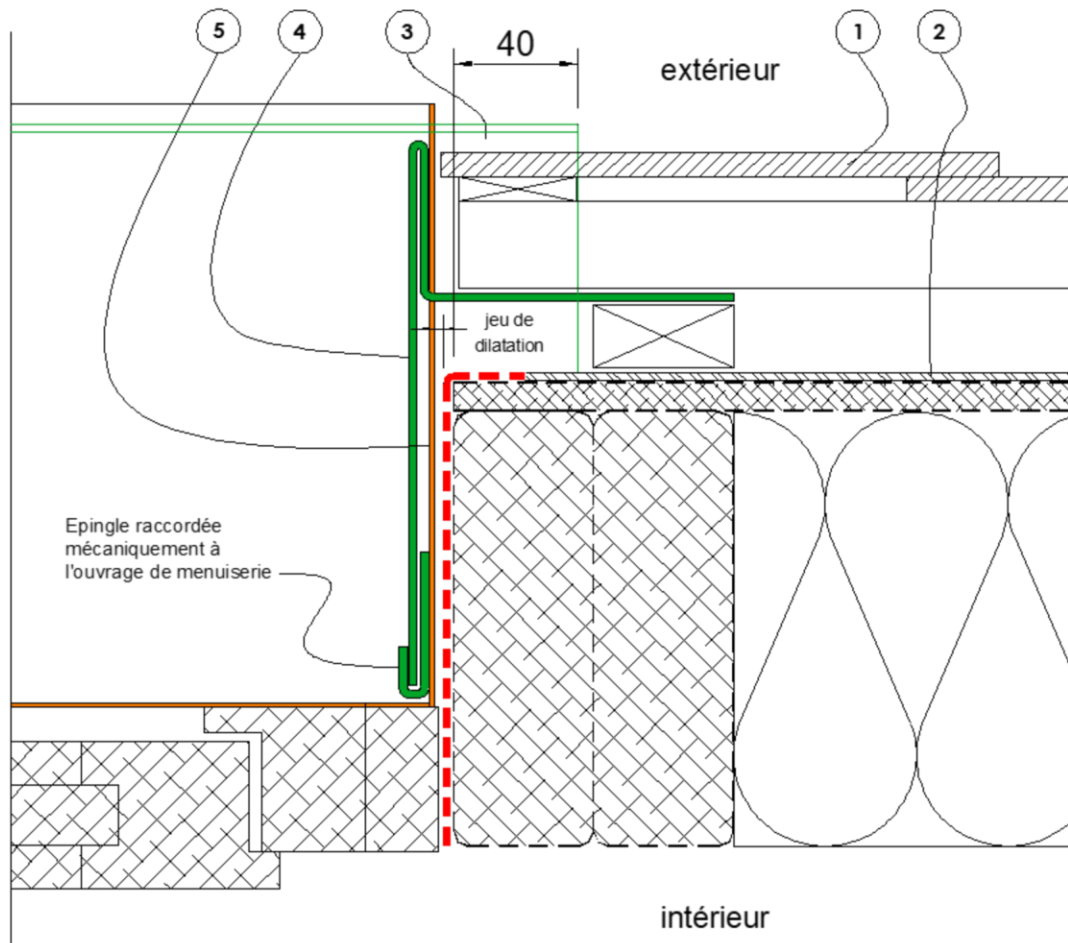 5
4
3
40
1
2
extérieur
jeu de
dilatation
Epingle raccordée
mécaniquement à
l'ouvrage de menuiserie
intérieur